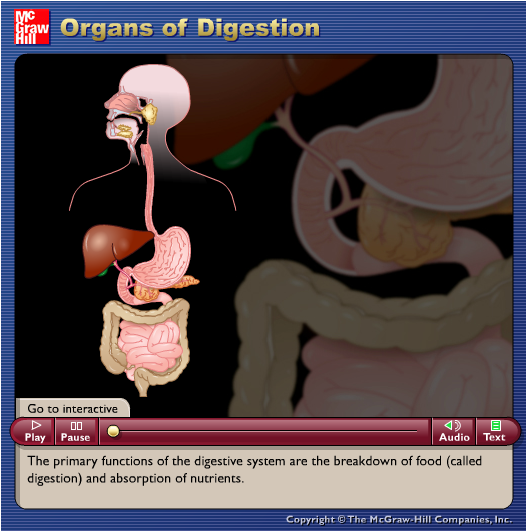 Mc
Graw
Hill
Organs of Digestion
Go to interactive
Play
Pause
Audio
Text
The primary functions of the digestive system are the breakdown of food (called
digestion) and absorption of nutrients.
Copyright © The McGraw-Hill Companies, Inc.